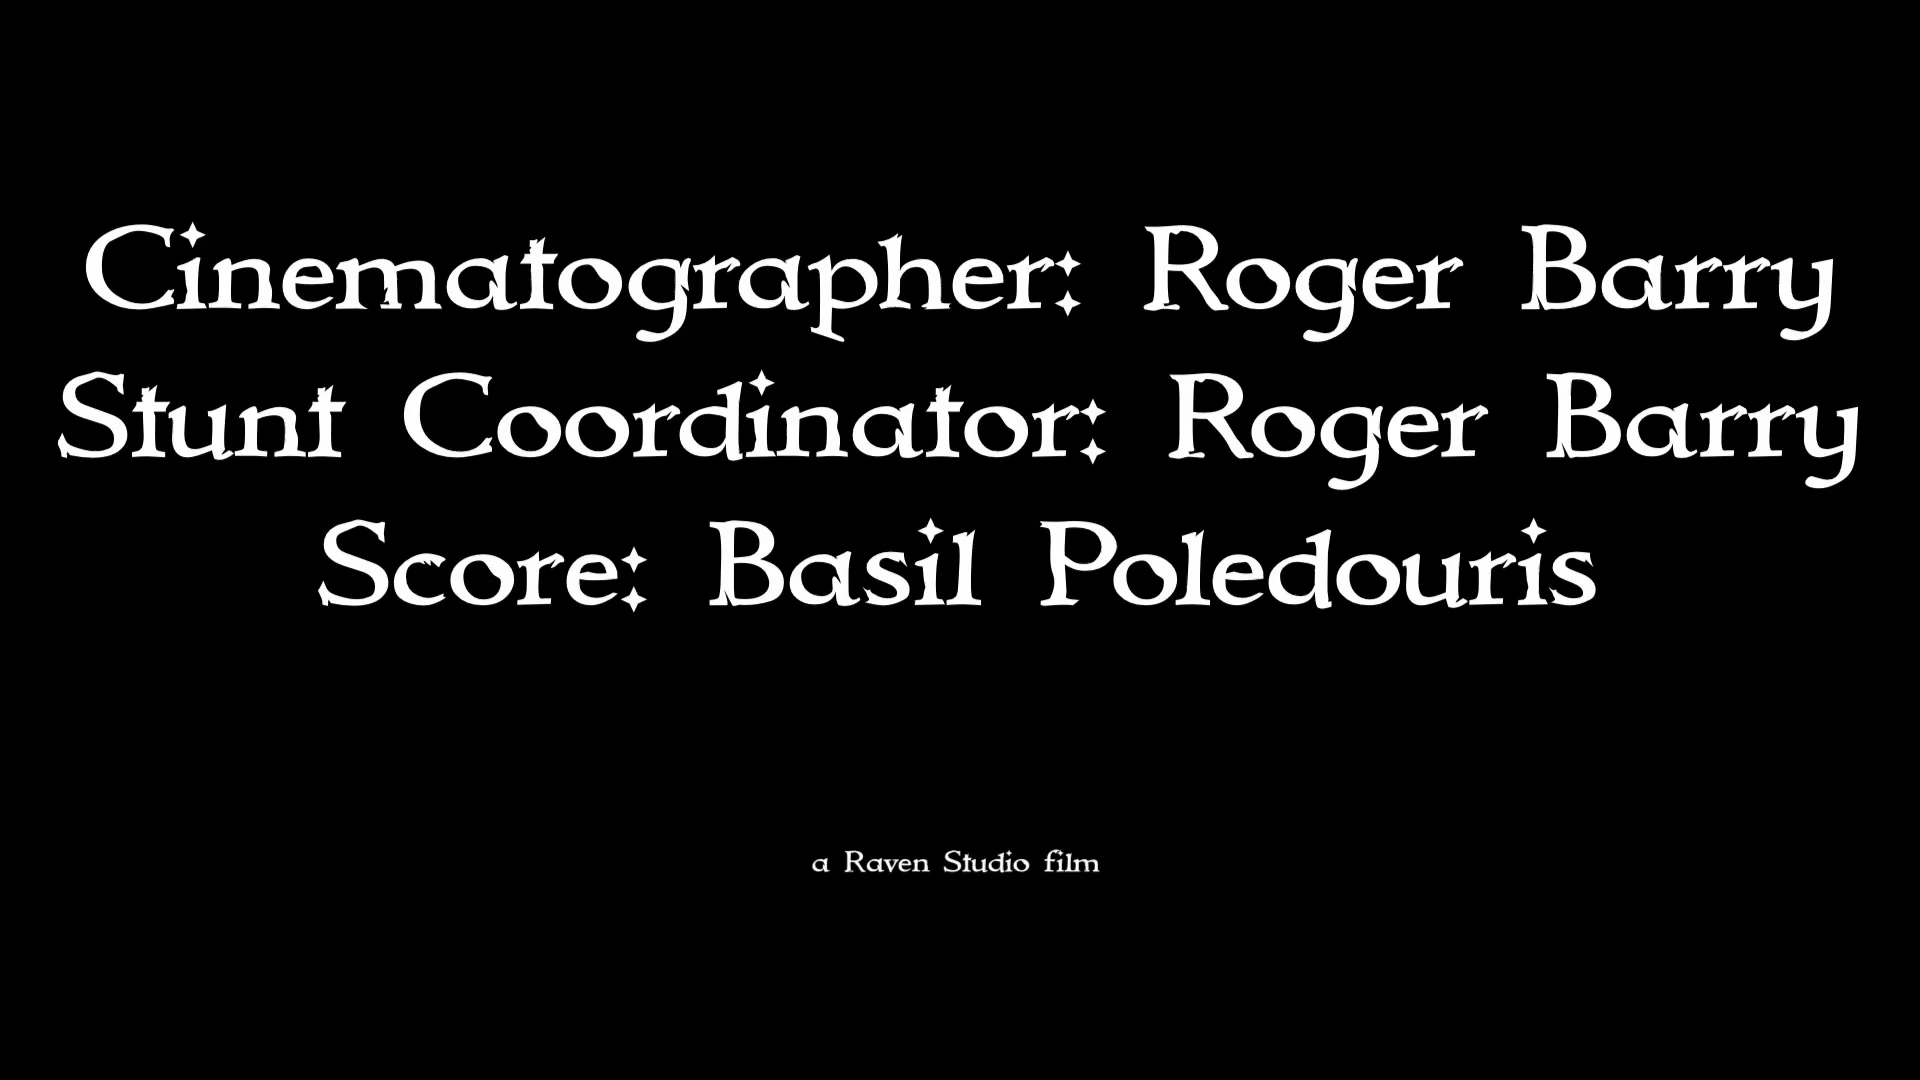 Cinematographer: Roger Barry
Stunt Coordinator: Roger Barry
Score: Basil Poledouris
a Raven Studio film